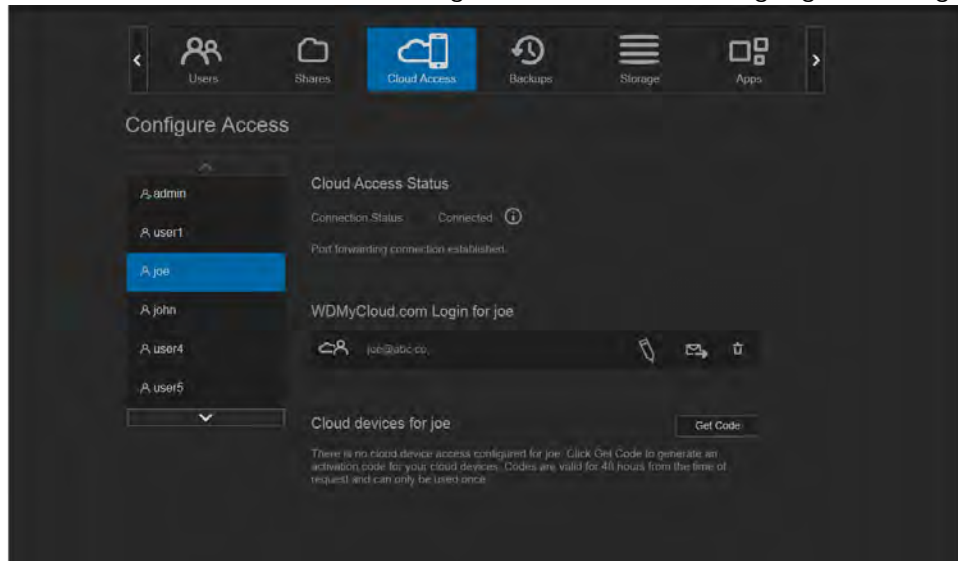 Users Shares Cloud Access Backups Storage Apps
Configure Access
admin
user1
joe
john
user4
user5
Cloud Access Status
Connection Status Connected
Port forwarding connection established.
WDMyCloud.com Login for joe
joe@abc.co
Cloud devices for joe
Get Code
There is no cloud device access configured for joe. Click Get Code to generate an
activation code for your cloud devices. Codes are valid for 48 hours from the time of
request and can only be used once